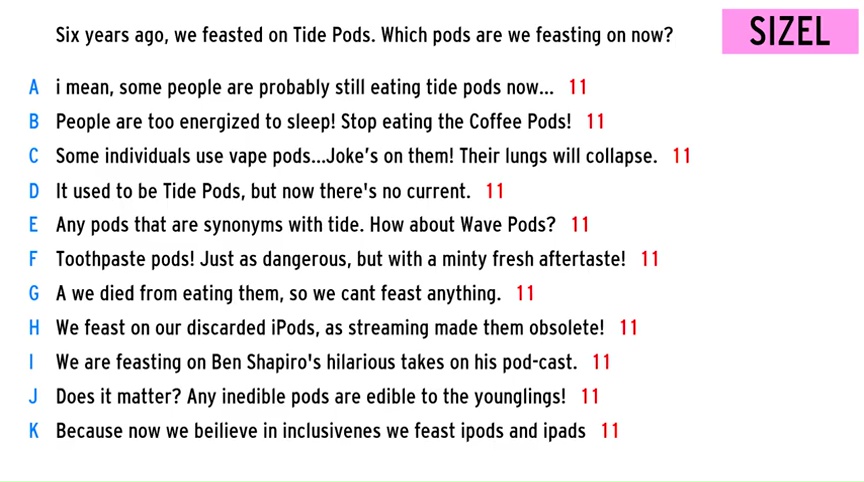 Six years ago, we feasted on Tide Pods. Which pods are we feasting on now?
SIZEL
A i mean, some people are probably still eating tide pods now... 11
B People are too energized to sleep! Stop eating the Coffee Pods! 11
C Some individuals use vape pods...Joke's on them! Their lungs will collapse. 11
D It used to be Tide Pods, but now there's no current. 11
E Any pods that are synonyms with tide. How about Wave Pods? 11
F Toothpaste pods! Just as dangerous, but with a minty fresh aftertaste! 11
G A we died from eating them, so we cant feast anything. 11
H We feast on our discarded iPods, as streaming made them obsolete! 11
I We are feasting on Ben Shapiro's hilarious takes on his pod-cast. 11
J Does it matter? Any inedible pods are edible to the younglings! 11
K Because now we beilieve in inclusivenes we feast ipods and ipads 11